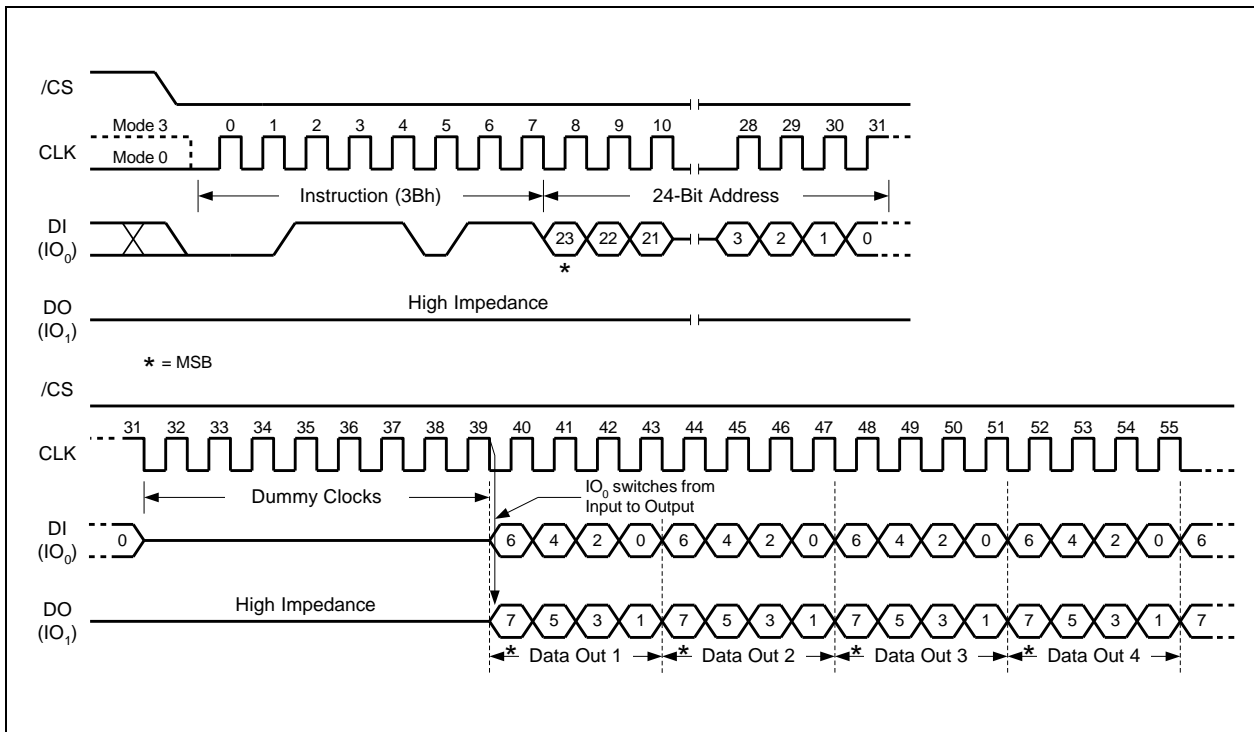 /CS
Mode 3 0 1 2 3 4 5 6 7 8 9 10 28 29 30 31
CLK
Mode 0
Instruction (3Bh) 24-Bit Address
DI
(IO0)
23 22 21 3 2 1 0
*
DO
(IO1)
High Impedance
* = MSB
/CS
31 32 33 34 35 36 37 38 39 40 41 42 43 44 45 46 47 48 49 50 51 52 53 54 55
CLK
Dummy Clocks
IO0 switches from
Input to Output
DI
(IO0)
0 6 4 2 0 6 4 2 0 6 4 2 0 6 4 2 0 6
DO
(IO1)
High Impedance
7 5 3 1 7 5 3 1 7 5 3 1 7 5 3 1 7
* Data Out 1 * Data Out 2 * Data Out 3 * Data Out 4